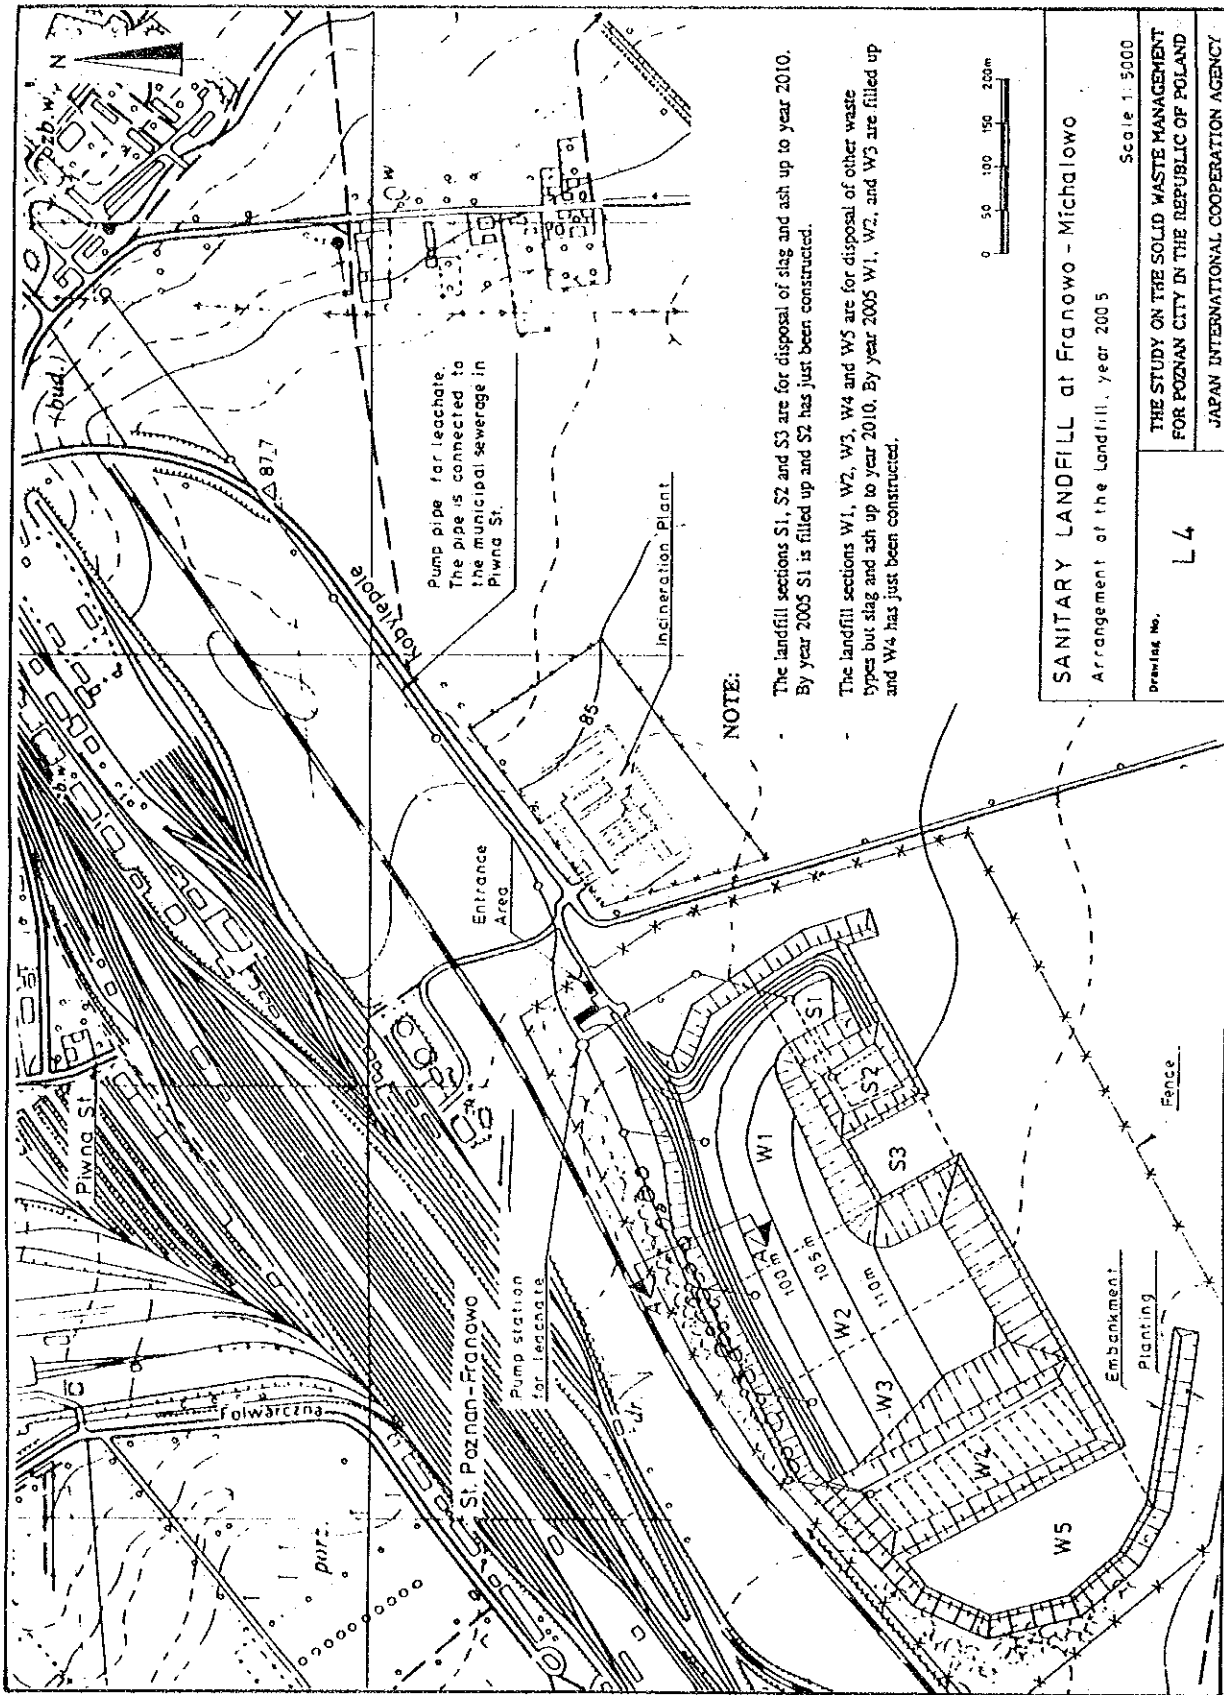 N
pzb.w.
(bud.)
87,7
Kobylepole
Pump pipe for leachate.
The pipe is connected to
the municipal sewerage in
Piwna St.
Incineration Plant
85
Entrance
Area
Piwna St.
St. Poznan-Franowo
Folwarczna
Pump station
for leachate
dr.
S1
S2
S3
W1
W2
W3
W4
W5
A
A
100m
105m
110m
Fence
Embankment
Planting
NOTE:
- The landfill sections S1, S2 and S3 are for disposal of slag and ash up to year 2010.
By year 2005 S1 is filled up and S2 has just been constructed.
- The landfill sections W1, W2, W3, W4 and W5 are for disposal of other waste
types but slag and ash up to year 2010. By year 2005 W1, W2, and W3 are filled up
and W4 has just been constructed.
0 50 100 150 200m
SANITARY LANDFILL at Franowo - Michalowo
Arrangement of the Landfill, year 2005
Scale 1:5000
Drawing No.
L4
THE STUDY ON THE SOLID WASTE MANAGEMENT
FOR POZNAN CITY IN THE REPUBLIC OF POLAND
JAPAN INTERNATIONAL COOPERATION AGENCY